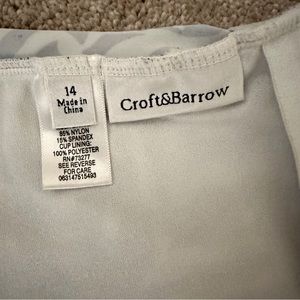 14
Made in
China
Croft&Barrow
85% NYLON
15% SPANDEX
CUP LINING:
100% POLYESTER
RN#73277
SEE REVERSE
FOR CARE
063147515493